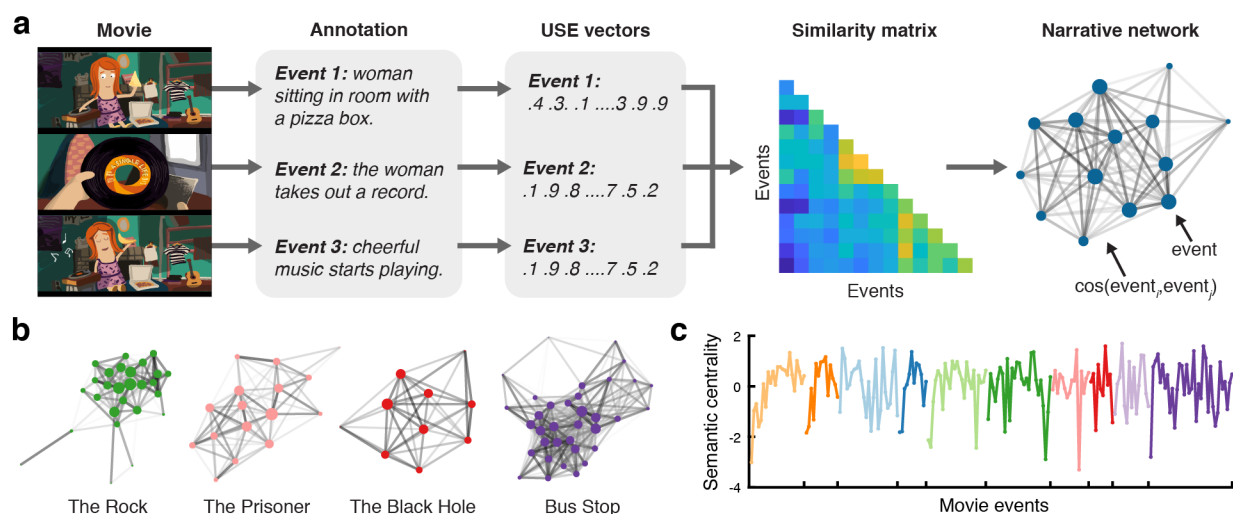 a
Movie
Annotation
USE vectors
Similarity matrix
Narrative network
Event 1: woman
sitting in room with
a pizza box.
Event 2: the woman
takes out a record.
Event 3: cheerful
music starts playing.
Event 1:
.4 .3. .1 ....3 .9 .9
Event 2:
.1 .9 .8 ....7 .5 .2
Event 3:
.1 .9 .8 ....7 .5 .2
Events
Events
event
cos(eventᵢ,eventⱼ)
b
The Rock
The Prisoner
The Black Hole
Bus Stop
c
Semantic centrality
2
0
-2
-4
Movie events